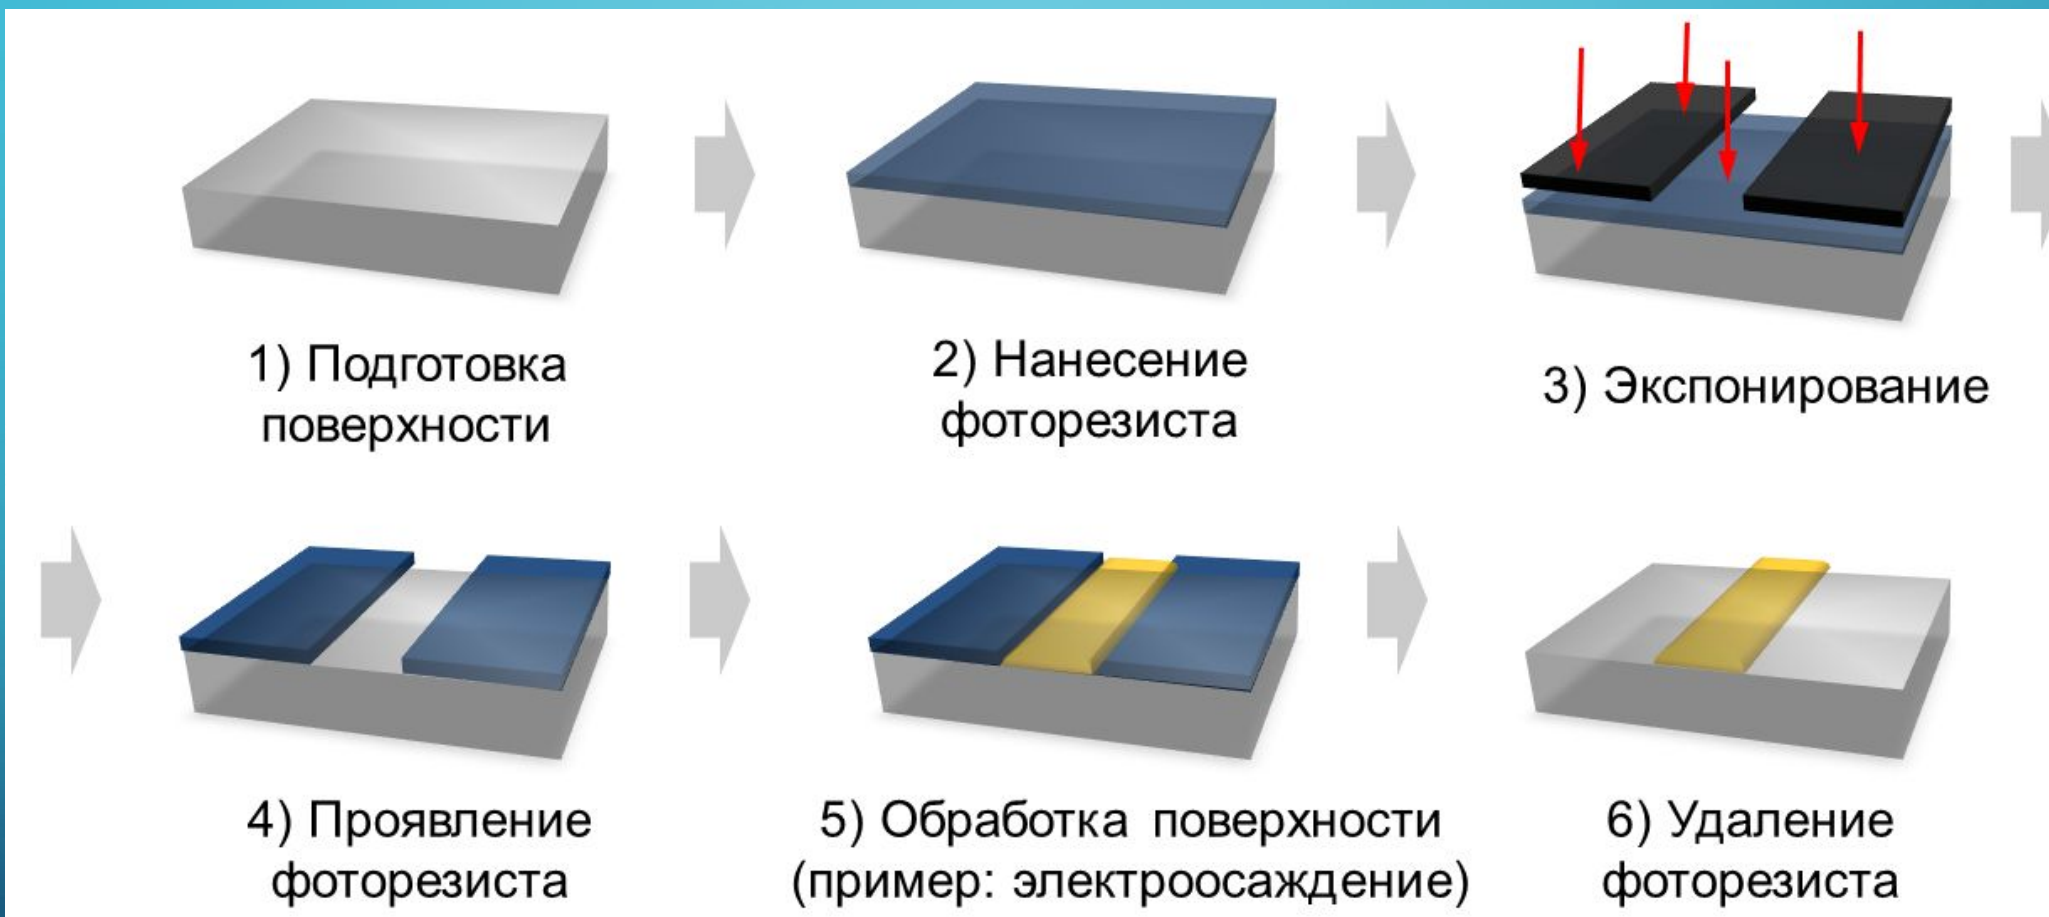 1) Подготовка
поверхности
2) Нанесение
фоторезиста
3) Экспонирование
4) Проявление
фоторезиста
5) Обработка поверхности
(пример: электроосаждение)
6) Удаление
фоторезиста